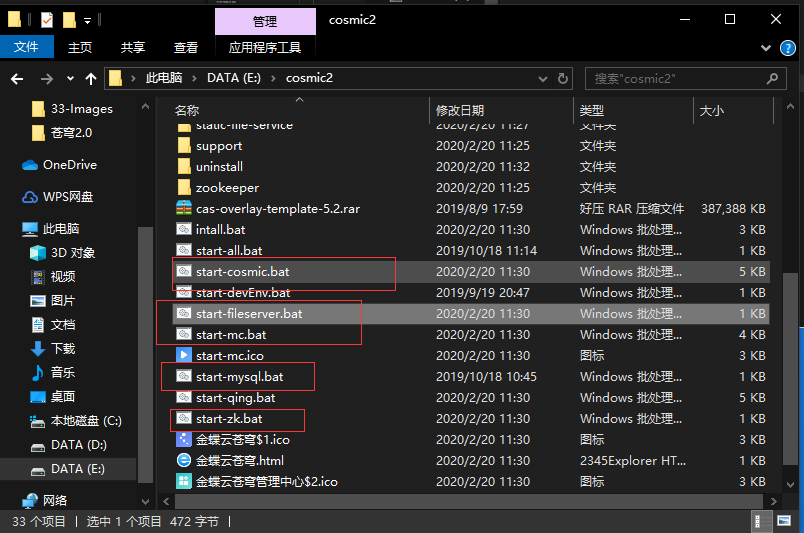 管理
cosmic2
文件
主页
共享
查看
应用程序工具
此电脑 DATA (E:) cosmic2
搜索"cosmic2"
33-Images
苍穹2.0
OneDrive
WPS网盘
此电脑
3D 对象
视频
图片
文档
下载
音乐
桌面
本地磁盘 (C:)
DATA (D:)
DATA (E:)
网络
名称 修改日期 类型 大小
static-file-service 2020/2/20 11:27 文件夹
support 2020/2/20 11:25 文件夹
uninstall 2020/2/20 11:32 文件夹
zookeeper 2020/2/20 11:25 文件夹
cas-overlay-template-5.2.rar 2019/8/9 17:59 好压 RAR 压缩文件 387,388 KB
intall.bat 2020/2/20 11:30 Windows 批处理... 3 KB
start-all.bat 2019/10/18 11:14 Windows 批处理... 1 KB
start-cosmic.bat 2020/2/20 11:30 Windows 批处理... 5 KB
start-devEnv.bat 2019/9/19 20:47 Windows 批处理... 1 KB
start-fileserver.bat 2020/2/20 11:30 Windows 批处理... 1 KB
start-mc.bat 2020/2/20 11:30 Windows 批处理... 4 KB
start-mc.ico 2020/2/20 11:30 图标 3 KB
start-mysql.bat 2019/10/18 10:45 Windows 批处理... 1 KB
start-qing.bat 2020/2/20 11:30 Windows 批处理... 5 KB
start-zk.bat 2020/2/20 11:30 Windows 批处理... 1 KB
金蝶云苍穹$1.ico 2020/2/20 11:30 图标 3 KB
金蝶云苍穹.html 2020/2/20 11:30 2345Explorer HT... 1 KB
金蝶云苍穹管理中心$2.ico 2020/2/20 11:30 图标 3 KB
33 个项目 选中 1 个项目 472 字节